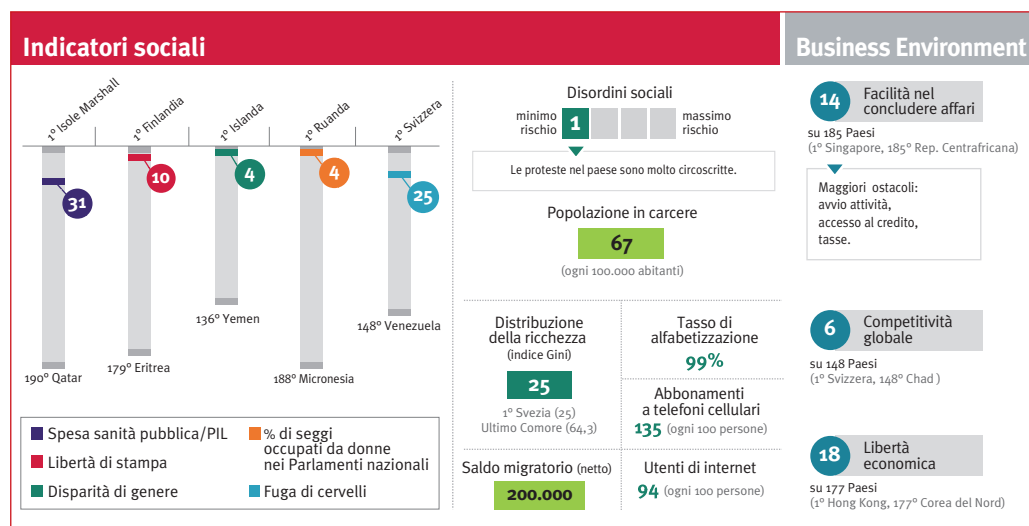 Indicatori sociali
1° Isole Marshall
1° Finlandia
1° Islanda
1° Ruanda
1° Svizzera
31
10
4
4
25
190° Qatar
179° Eritrea
136° Yemen
188° Micronesia
148° Venezuela
Spesa sanità pubblica/PIL
Libertà di stampa
Disparità di genere
% di seggi
occupati da donne
nei Parlamenti nazionali
Fuga di cervelli
Disordini sociali
minimo
rischio
1
massimo
rischio
Le proteste nel paese sono molto circoscritte.
Popolazione in carcere
67
(ogni 100.000 abitanti)
Distribuzione
della ricchezza
(indice Gini)
25
1° Svezia (25)
Ultimo Comore (64,3)
Saldo migratorio (netto)
200.000
Tasso di
alfabetizzazione
99%
Abbonamenti
a telefoni cellulari
135 (ogni 100 persone)
Utenti di internet
94 (ogni 100 persone)
Business Environment
14
Facilità nel
concludere affari
su 185 Paesi
(1° Singapore, 185° Rep. Centrafricana)
Maggiori ostacoli:
avvio attività,
accesso al credito,
tasse.
6
Competitività
globale
su 148 Paesi
(1° Svizzera, 148° Chad )
18
Libertà
economica
su 177 Paesi
(1° Hong Kong, 177° Corea del Nord)